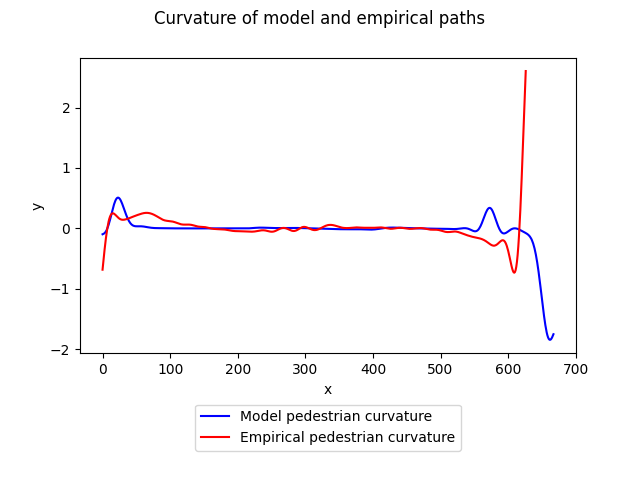 Curvature of model and empirical paths
y
2
1
0
−1
−2
0 100 200 300 400 500 600 700
x
Model pedestrian curvature
Empirical pedestrian curvature